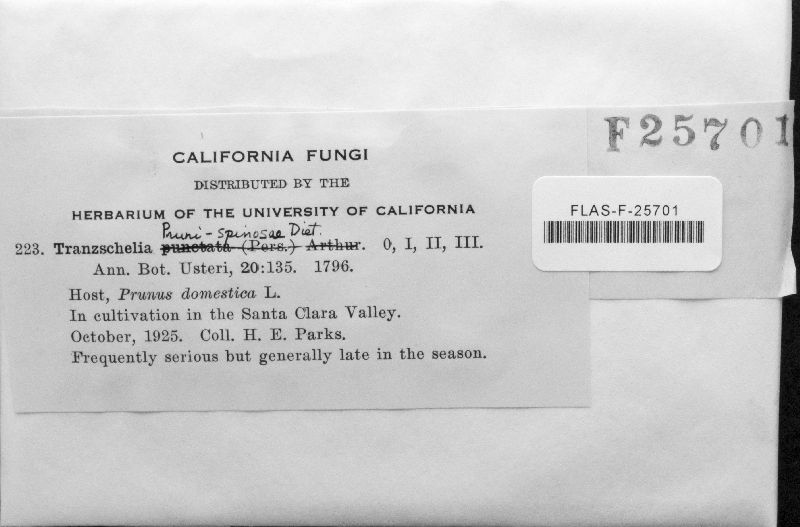 F25701
FLAS-F-25701
CALIFORNIA FUNGI
DISTRIBUTED BY THE
HERBARIUM OF THE UNIVERSITY OF CALIFORNIA
Pruni-spinosae Diet.
223. Tranzschelia punctata (Pers.) Arthur. 0, I, II, III.
Ann. Bot. Usteri, 20:135. 1796.
Host, Prunus domestica L.
In cultivation in the Santa Clara Valley.
October, 1925. Coll. H. E. Parks.
Frequently serious but generally late in the season.